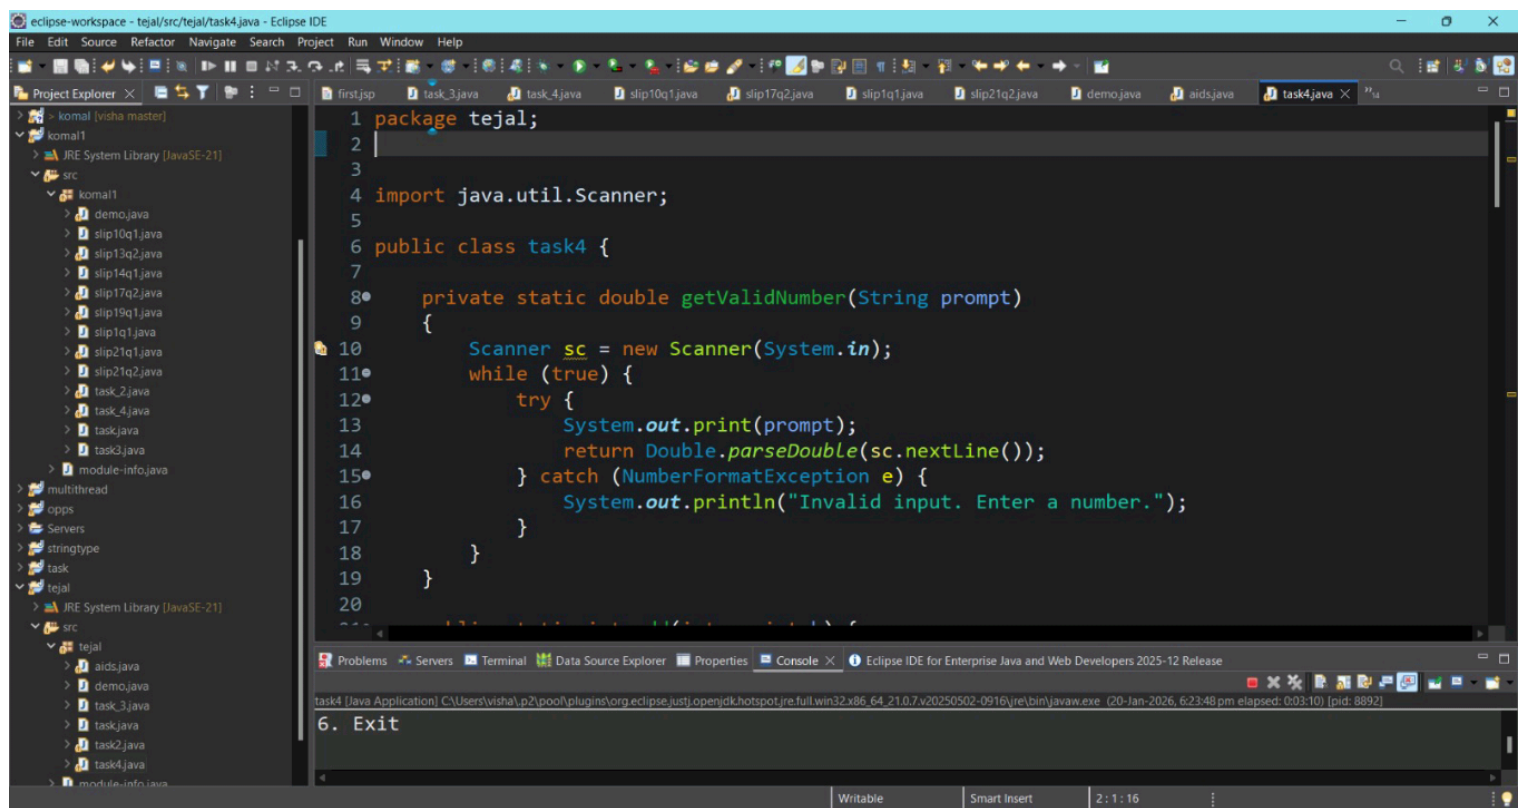 eclipse-workspace - tejal/src/tejal/task4.java - Eclipse IDE
File Edit Source Refactor Navigate Search Project Run Window Help
Project Explorer
first.jsp task_3.java task_4.java slip10q1.java slip17q2.java slip1q1.java slip21q2.java demo.java aids.java task4.java
> komal [visha master]
komal1
JRE System Library [JavaSE-21]
src
komal1
demo.java
slip10q1.java
slip13q2.java
slip14q1.java
slip17q2.java
slip19q1.java
slip1q1.java
slip21q1.java
slip21q2.java
task_2.java
task_4.java
task.java
task3.java
module-info.java
multithread
opps
Servers
stringtype
task
tejal
JRE System Library [JavaSE-21]
src
tejal
aids.java
demo.java
task_3.java
task.java
task2.java
task4.java
module-info.java
1 package tejal;
2
3
4 import java.util.Scanner;
5
6 public class task4 {
7
8 private static double getValidNumber(String prompt)
9 {
10 Scanner sc = new Scanner(System.in);
11 while (true) {
12 try {
13 System.out.print(prompt);
14 return Double.parseDouble(sc.nextLine());
15 } catch (NumberFormatException e) {
16 System.out.println("Invalid input. Enter a number.");
17 }
18 }
19 }
20
Problems Servers Terminal Data Source Explorer Properties Console Eclipse IDE for Enterprise Java and Web Developers 2025-12 Release
task4 [Java Application] C:\Users\visha\.p2\pool\plugins\org.eclipse.justj.openjdk.hotspot.jre.full.win32.x86_64_21.0.7.v20250502-0916\jre\bin\javaw.exe (20-Jan-2026, 6:23:48 pm elapsed: 0:03:10) [pid: 8892]
6. Exit
Writable Smart Insert 2 : 1 : 16